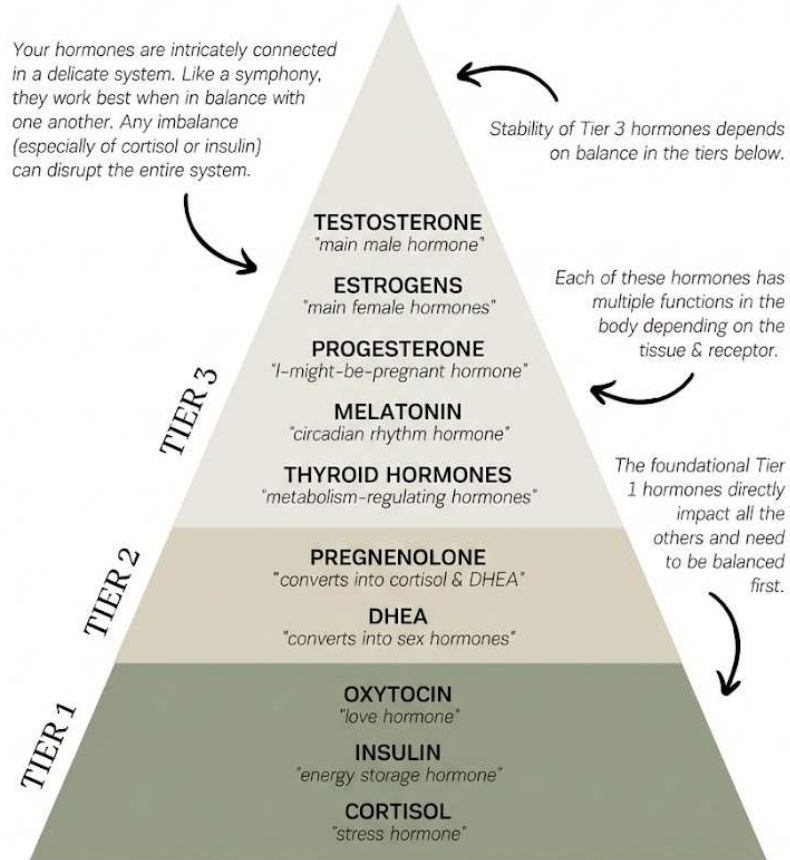 Your hormones are intricately connected
in a delicate system. Like a symphony,
they work best when in balance with
one another. Any imbalance
(especially of cortisol or insulin)
can disrupt the entire system.
Stability of Tier 3 hormones depends
on balance in the tiers below.
TESTOSTERONE
"main male hormone"
ESTROGENS
"main female hormones"
Each of these hormones has
multiple functions in the
body depending on the
tissue & receptor.
PROGESTERONE
"I-might-be-pregnant hormone"
TIER 3
MELATONIN
"circadian rhythm hormone"
THYROID HORMONES
"metabolism-regulating hormones"
The foundational Tier
1 hormones directly
impact all the
others and need
to be balanced
first.
TIER 2
PREGNENOLONE
"converts into cortisol & DHEA"
DHEA
"converts into sex hormones"
TIER 1
OXYTOCIN
"love hormone"
INSULIN
"energy storage hormone"
CORTISOL
"stress hormone"